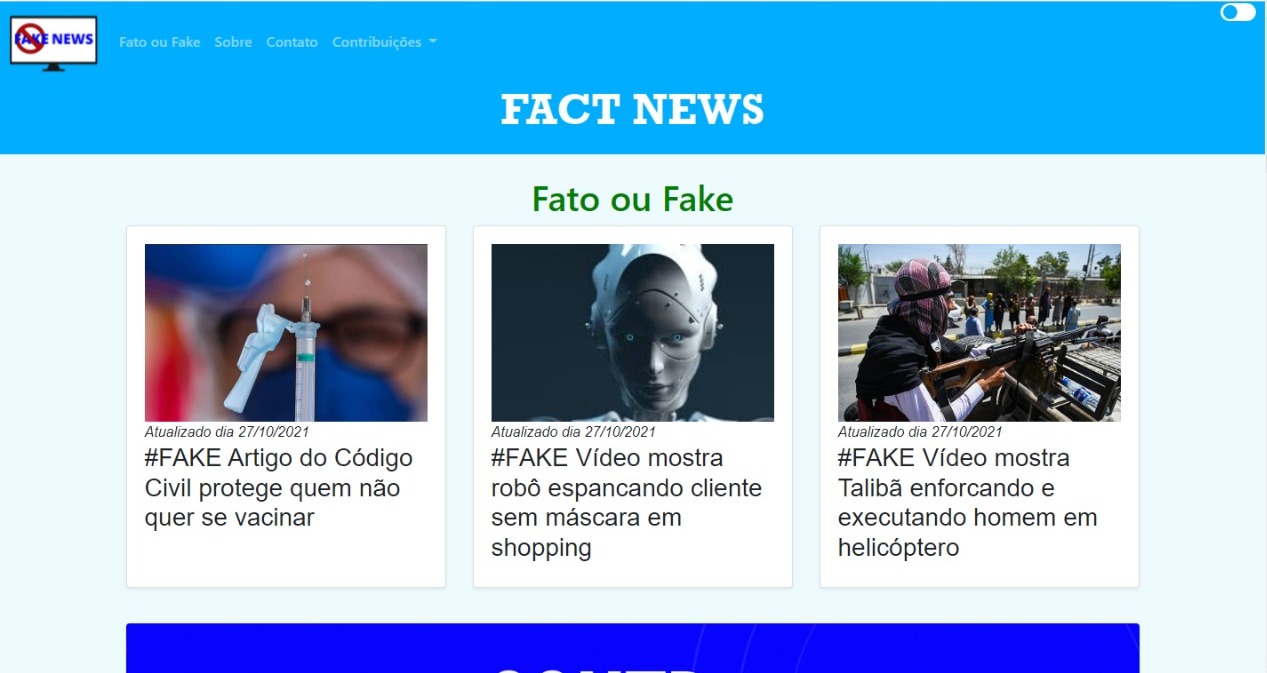 FAKE NEWS
Fato ou Fake Sobre Contato Contribuições
FACT NEWS
Fato ou Fake
Atualizado dia 27/10/2021
#FAKE Artigo do Código
Civil protege quem não
quer se vacinar
Atualizado dia 27/10/2021
#FAKE Vídeo mostra
robô espancando cliente
sem máscara em
shopping
Atualizado dia 27/10/2021
#FAKE Vídeo mostra
Talibã enforcando e
executando homem em
helicóptero